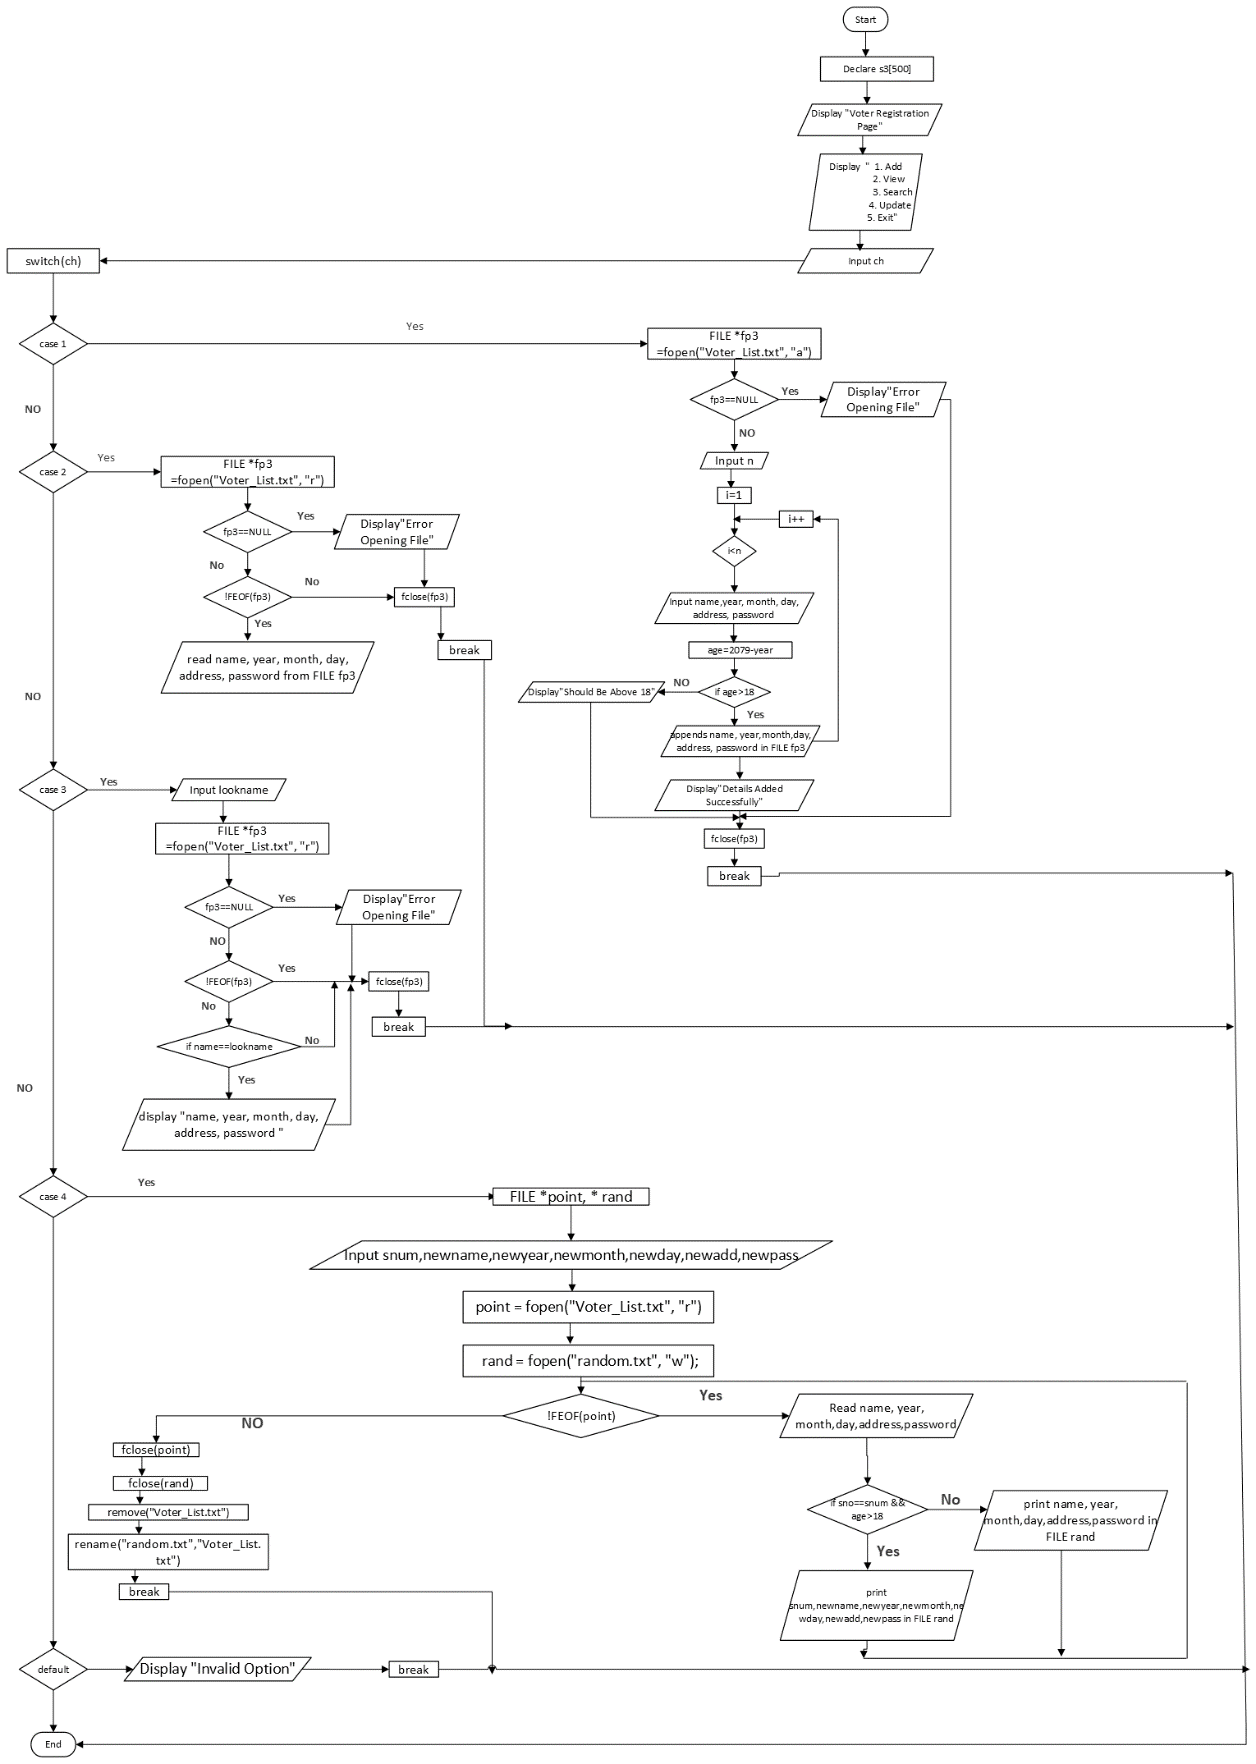 Start
Declare s3[500]
Display "Voter Registration
Page"
Display " 1. Add
2. View
3. Search
4. Update
5. Exit"
Input ch
switch(ch)
case 1
Yes
FILE *fp3
=fopen("Voter_List.txt", "a")
fp3==NULL
Yes
Display"Error
Opening File"
NO
Input n
i=1
i++
i<n
Input name,year, month, day,
address, password
age=2079-year
if age>18
NO
Display"Should Be Above 18"
Yes
appends name, year,month,day,
address, password in FILE fp3
Display"Details Added
Successfully"
fclose(fp3)
break
NO
case 2
Yes
FILE *fp3
=fopen("Voter_List.txt", "r")
fp3==NULL
Yes
Display"Error
Opening File"
No
!FEOF(fp3)
No
fclose(fp3)
Yes
break
read name, year, month, day,
address, password from FILE fp3
NO
case 3
Yes
Input lookname
FILE *fp3
=fopen("Voter_List.txt", "r")
fp3==NULL
Yes
Display"Error
Opening File"
NO
!FEOF(fp3)
Yes
fclose(fp3)
No
break
if name==lookname
No
Yes
display "name, year, month, day,
address, password "
NO
case 4
Yes
FILE *point, * rand
Input snum,newname,newyear,newmonth,newday,newadd,newpass
point = fopen("Voter_List.txt", "r")
rand = fopen("random.txt", "w");
!FEOF(point)
Yes
Read name, year,
month,day,address,password
NO
fclose(point)
fclose(rand)
remove("Voter_List.txt")
rename("random.txt","Voter_List.
txt")
break
if sno==snum &&
age>18
No
print name, year,
month,day,address,password in
FILE rand
Yes
print
snum,newname,newyear,newmonth,ne
wday,newadd,newpass in FILE rand
default
Display "Invalid Option"
break
End